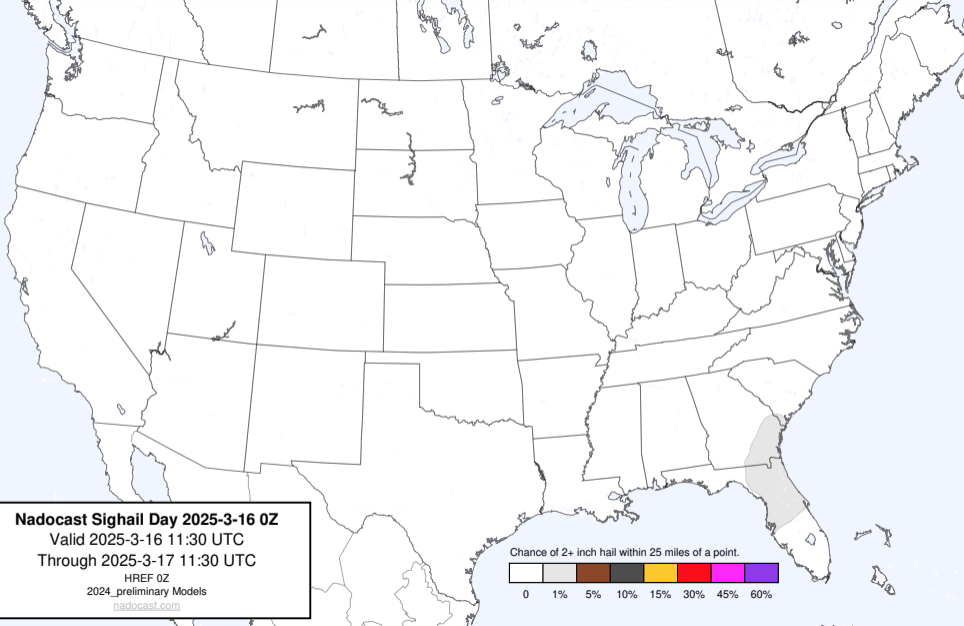 Nadocast Sighail Day 2025-3-16 0Z
Valid 2025-3-16 11:30 UTC
Through 2025-3-17 11:30 UTC
HREF 0Z
2024_preliminary Models
nadocast.com
Chance of 2+ inch hail within 25 miles of a point.
0 1% 5% 10% 15% 30% 45% 60%